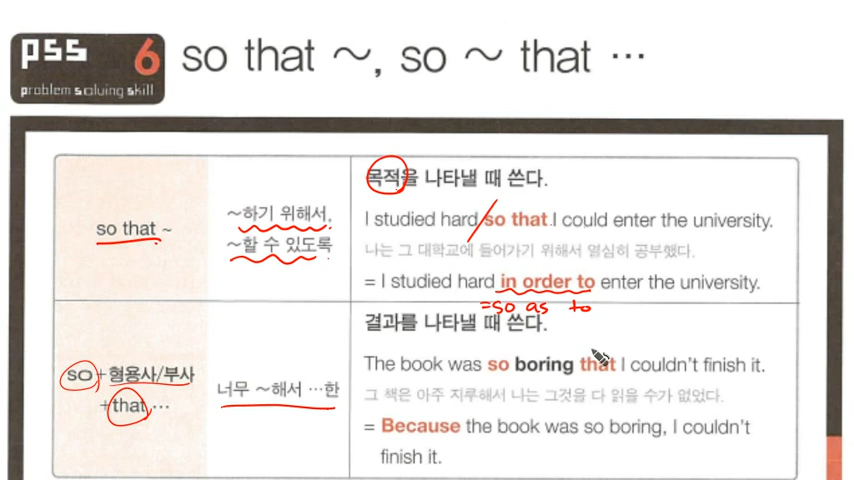 pss 6 so that ～, so ～ that …
problem solving skill
so that ~
~하기 위해서,
~할 수 있도록
목적을 나타낼 때 쓴다.
I studied hard so that I could enter the university.
나는 그 대학교에 들어가기 위해서 열심히 공부했다.
= I studied hard in order to enter the university.
=so as to
so+형용사/부사
+that …
너무 ~해서 …한
결과를 나타낼 때 쓴다.
The book was so boring that I couldn't finish it.
그 책은 아주 지루해서 나는 그것을 다 읽을 수가 없었다.
= Because the book was so boring, I couldn't
finish it.